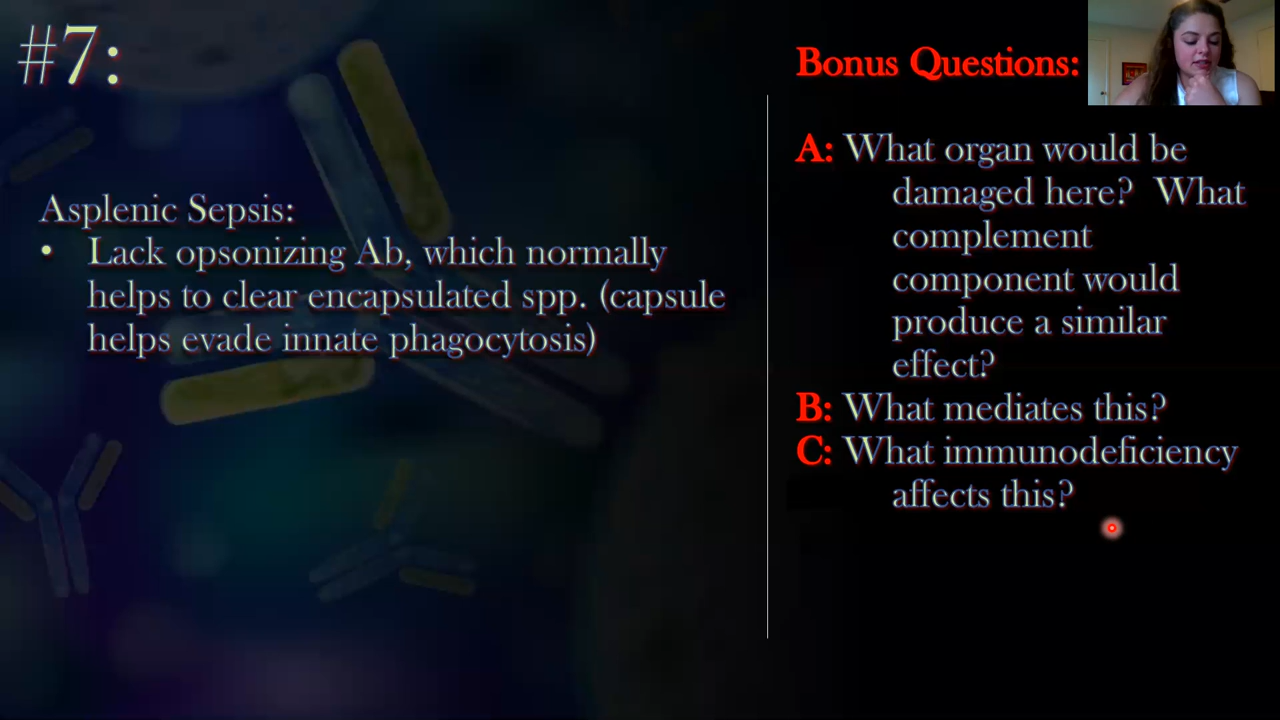 #7:
Asplenic Sepsis:
• Lack opsonizing Ab, which normally
helps to clear encapsulated spp. (capsule
helps evade innate phagocytosis)
Bonus Questions:
A: What organ would be
damaged here? What
complement
component would
produce a similar
effect?
B: What mediates this?
C: What immunodeficiency
affects this?